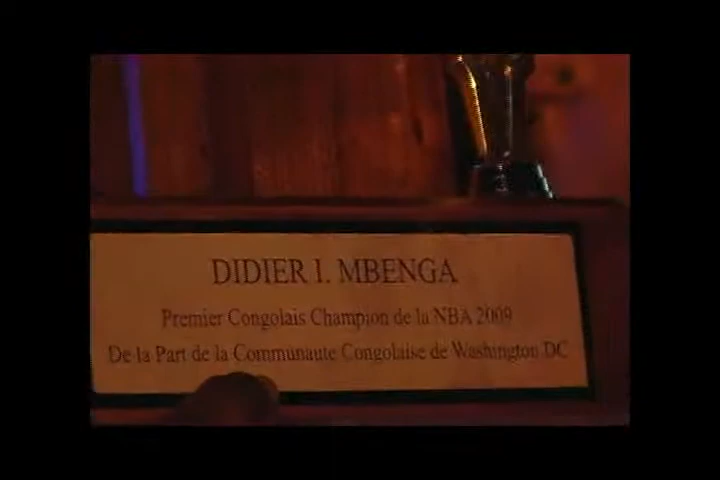 DIDIER I. MBENGA
Premier Congolais Champion de la NBA 2009
De la Part de la Communaute Congolaise de Washington DC